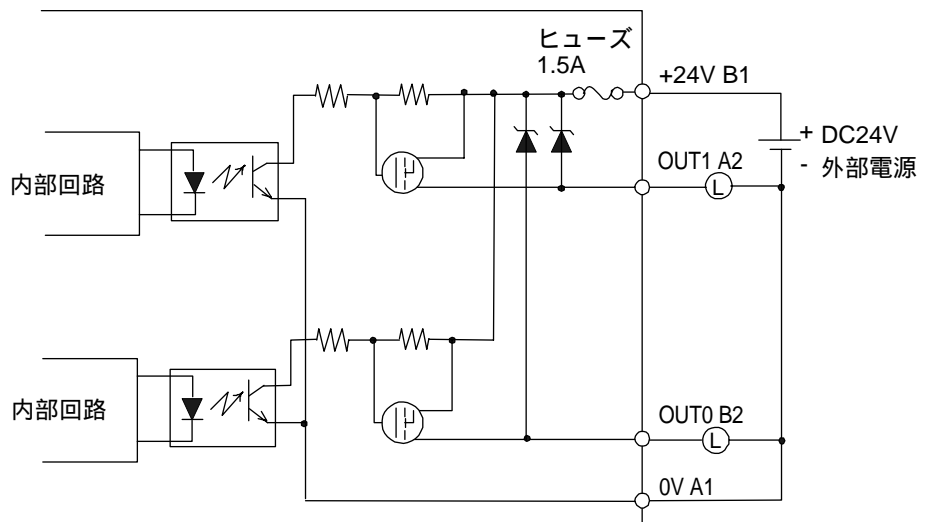 ヒューズ
1.5A
+24V B1
+ DC24V
- 外部電源
OUT1 A2
L
内部回路
内部回路
OUT0 B2
L
0V A1